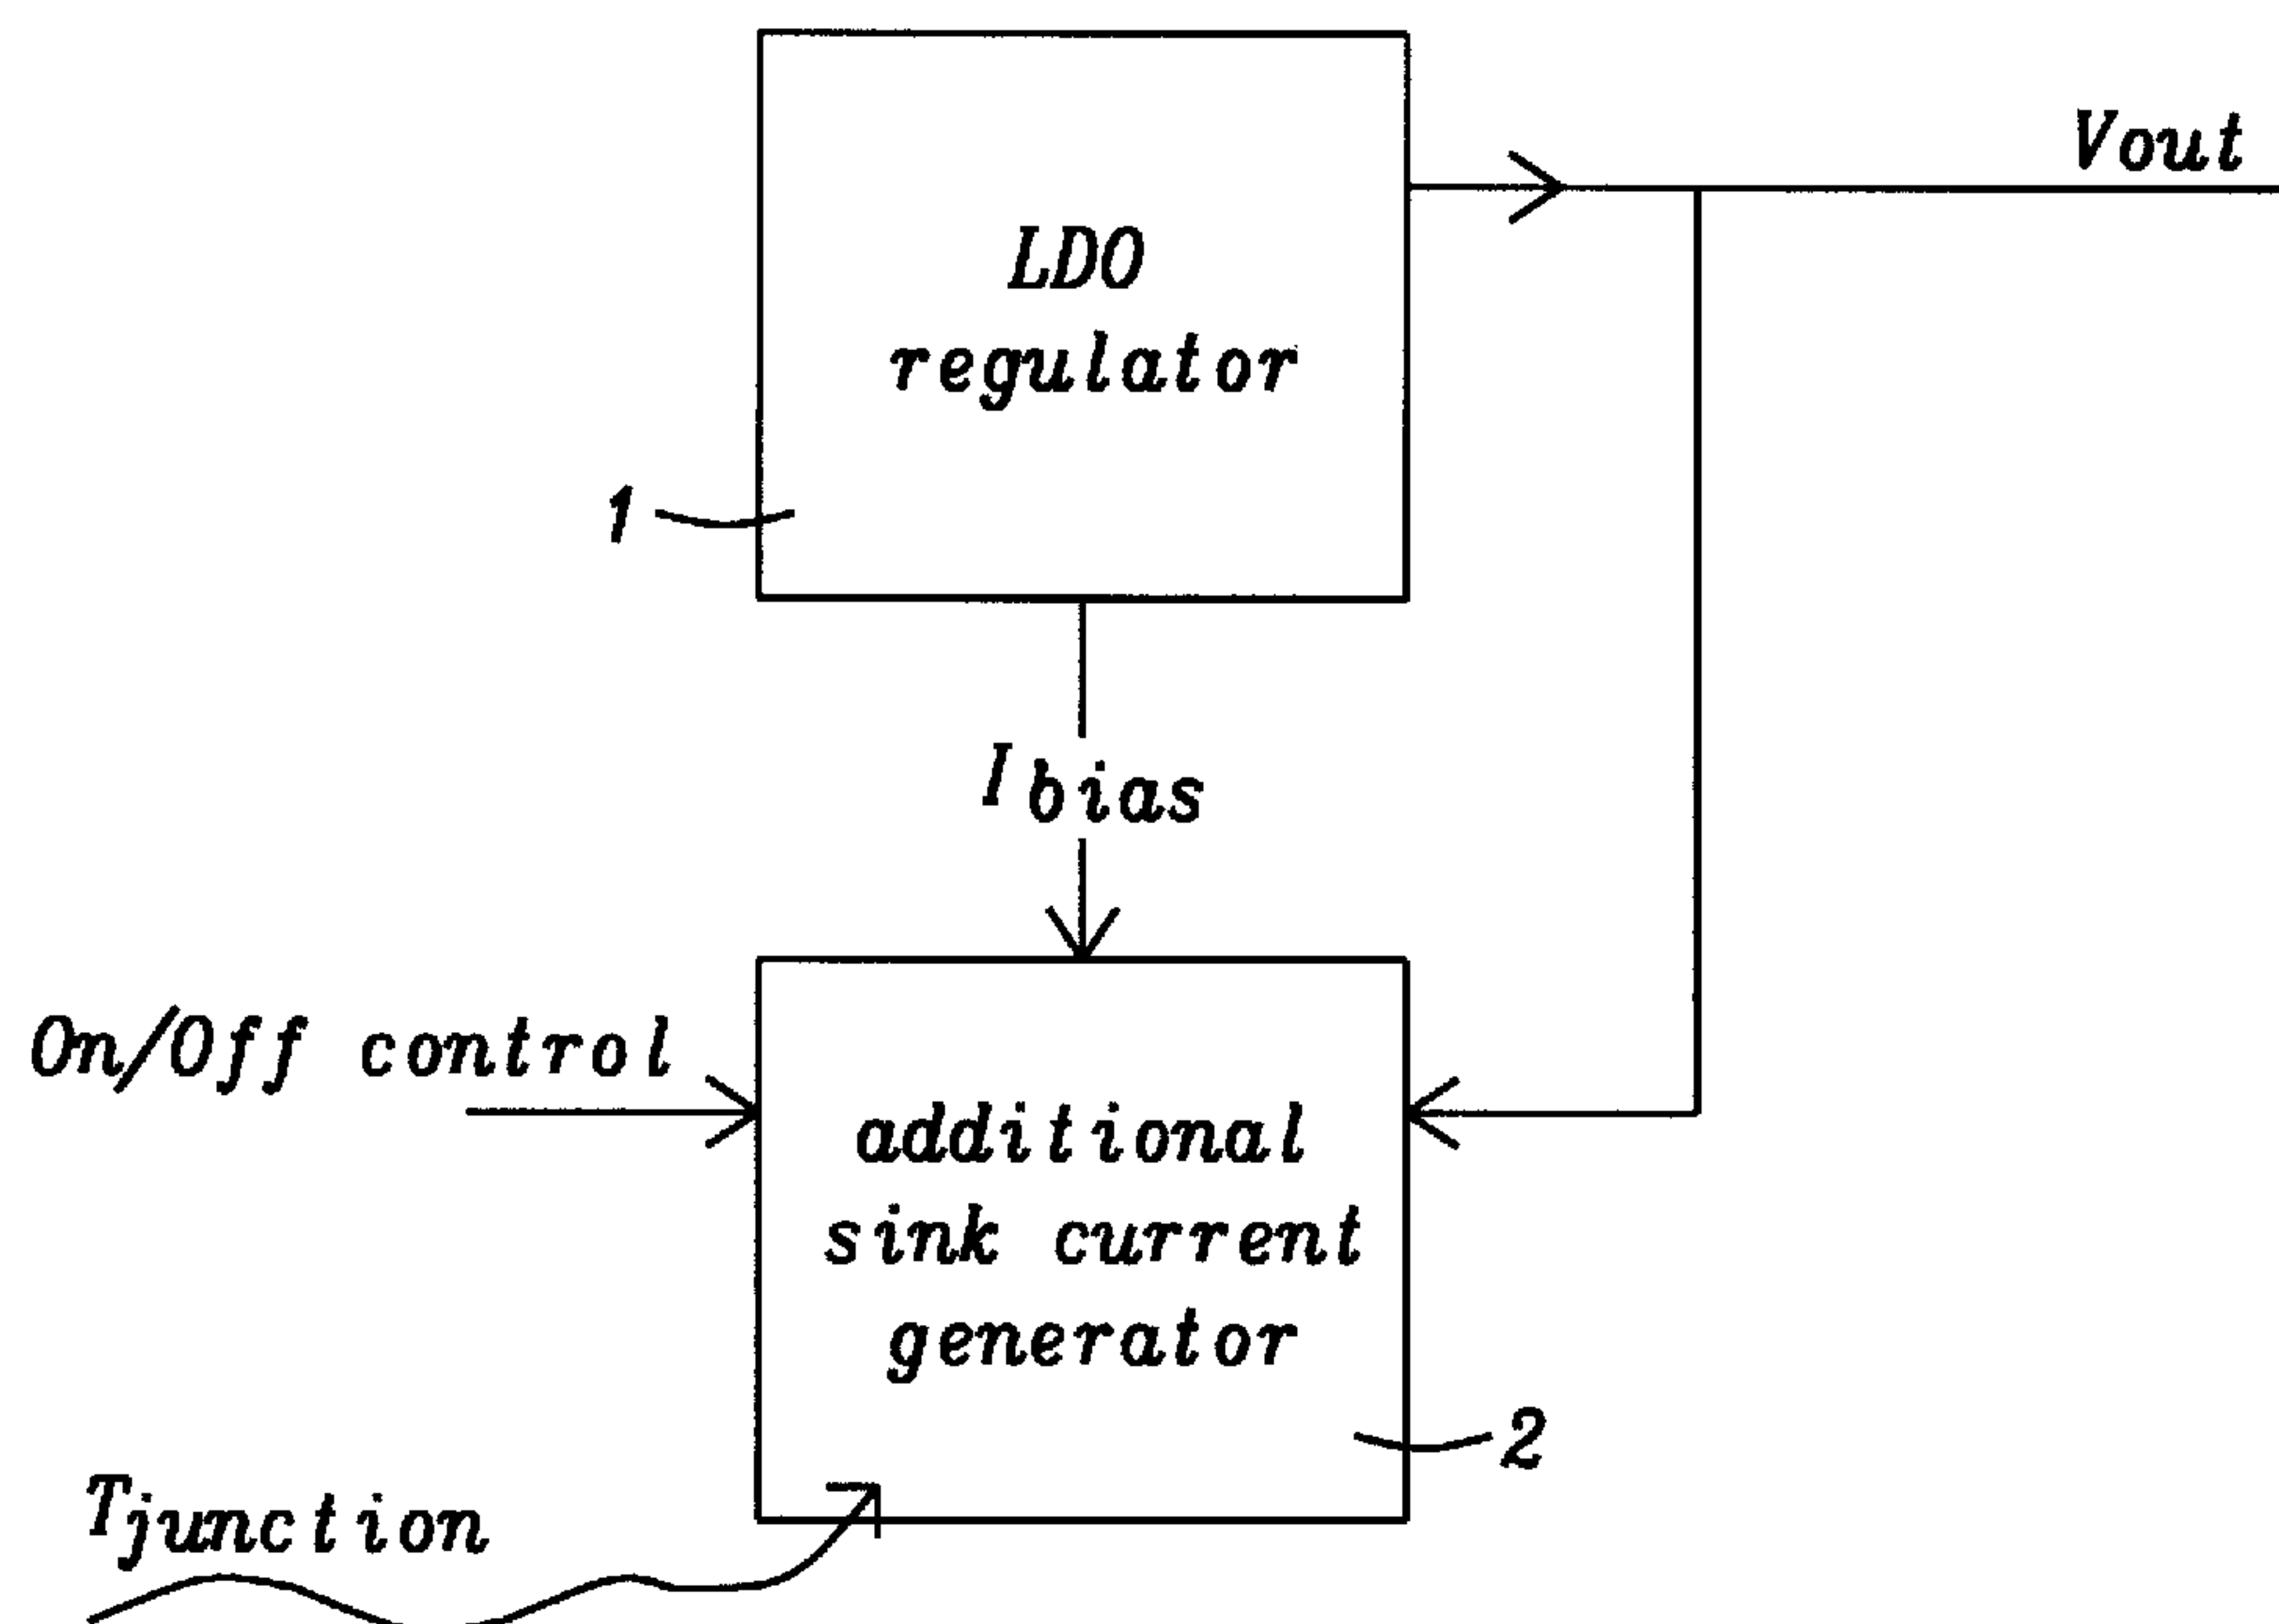 Vout
LDO
regulator
1
Ibias
On/Off control
additional
sink current
generator
2
Tjunction